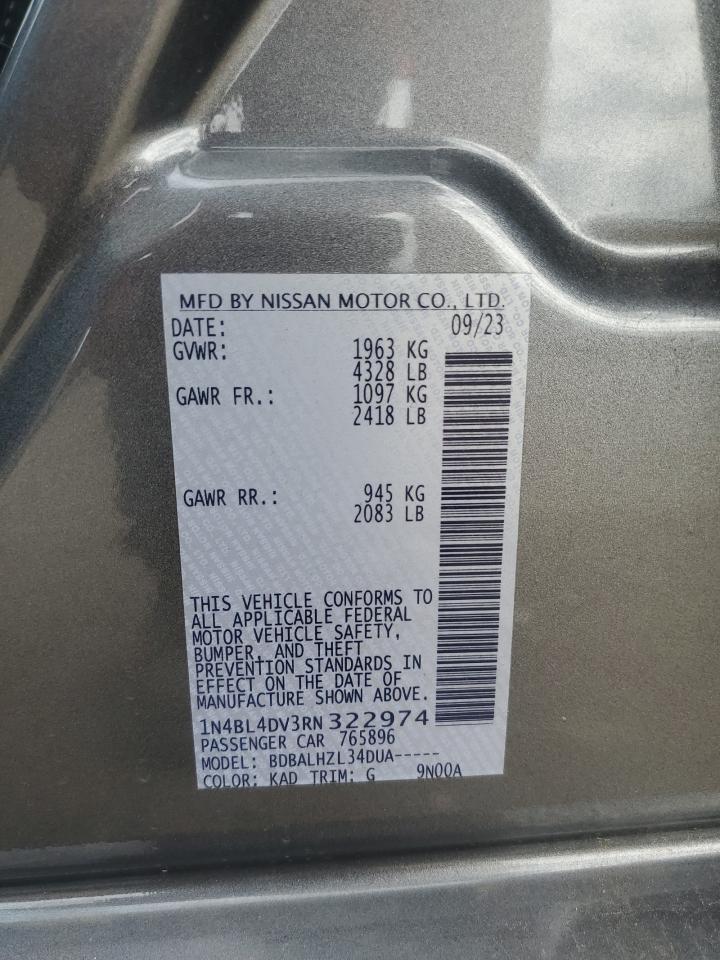 MFD BY NISSAN MOTOR CO., LTD.
DATE: 09/23
GVWR: 1963 KG
4328 LB
GAWR FR.: 1097 KG
2418 LB
GAWR RR.: 945 KG
2083 LB
THIS VEHICLE CONFORMS TO
ALL APPLICABLE FEDERAL
MOTOR VEHICLE SAFETY,
BUMPER, AND THEFT
PREVENTION STANDARDS IN
EFFECT ON THE DATE OF
MANUFACTURE SHOWN ABOVE.
1N4BL4DV3RN322974
PASSENGER CAR 765896
MODEL: BDBALHZL34DUA-----
COLOR: KAD TRIM: G 9N00A